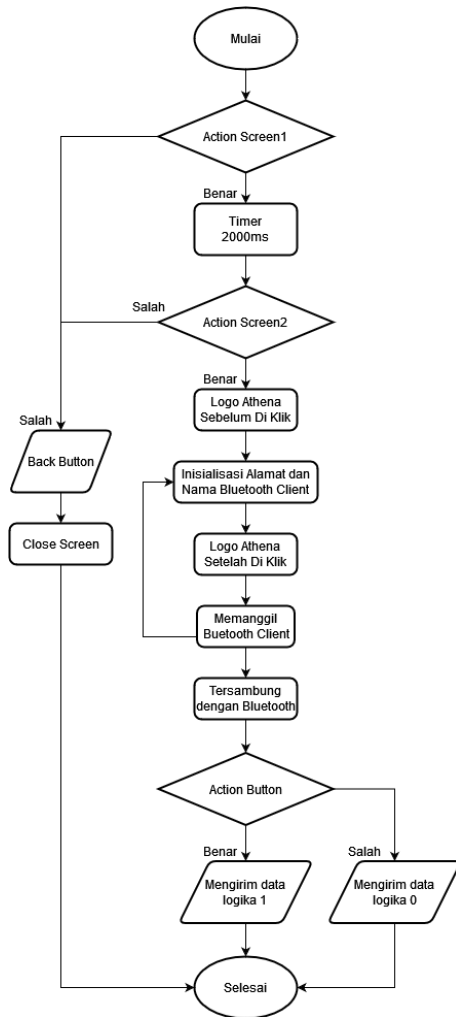 Mulai
Action Screen1
Benar
Timer
2000ms
Salah
Action Screen2
Benar
Logo Athena
Sebelum Di Klik
Salah
Back Button
Inisialisasi Alamat dan
Nama Bluetooth Client
Close Screen
Logo Athena
Setelah Di Klik
Memanggil
Buetooth Client
Tersambung
dengan Bluetooth
Action Button
Benar
Salah
Mengirim data
logika 1
Mengirim data
logika 0
Selesai